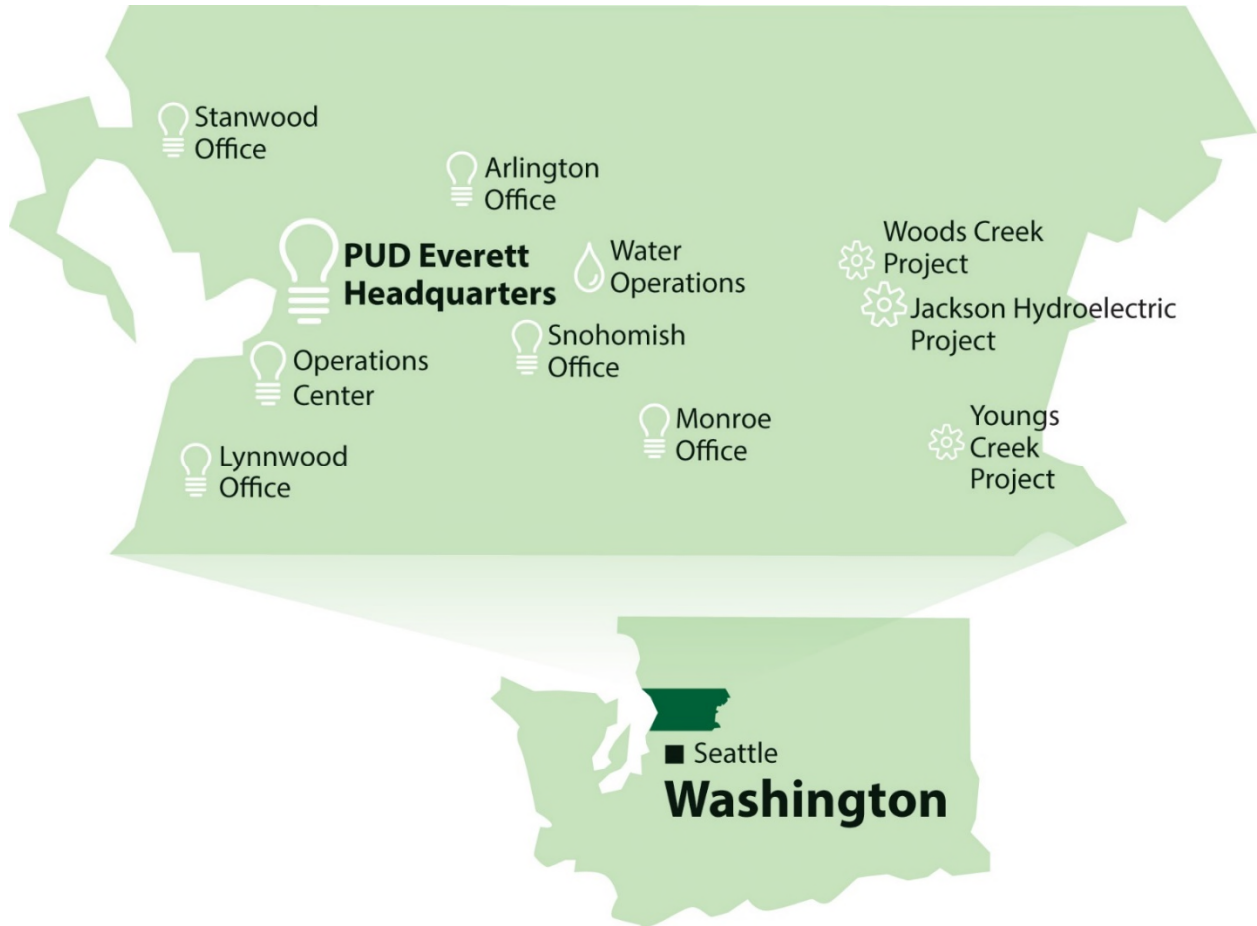 Stanwood
Office
Arlington
Office
PUD Everett
Headquarters
Water
Operations
Woods Creek
Project
Jackson Hydroelectric
Project
Snohomish
Office
Operations
Center
Monroe
Office
Youngs
Creek
Project
Lynnwood
Office
Seattle
Washington